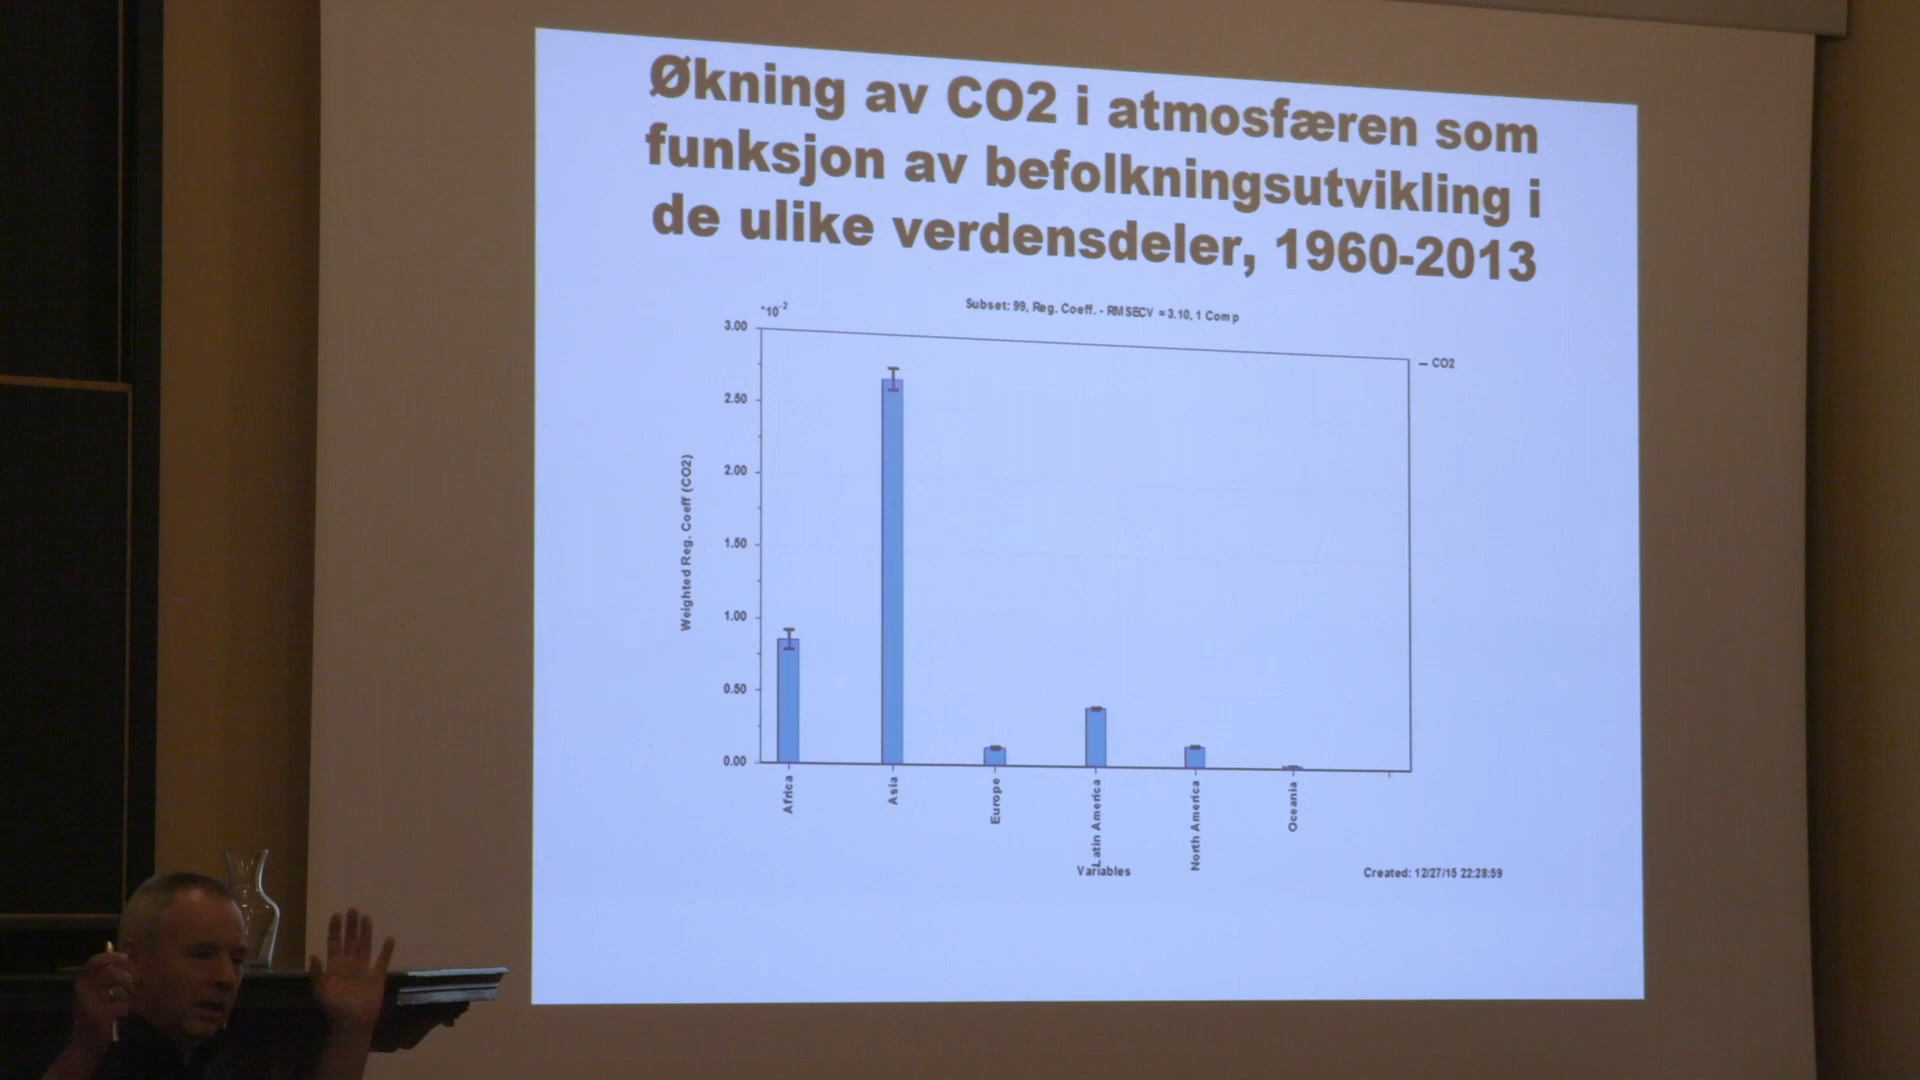 Økning av CO2 i atmosfæren som
funksjon av befolkningsutvikling i
de ulike verdensdeler, 1960-2013
*10-2
Subset: 99, Reg. Coeff. - RMSECV = 3.10, 1 Comp
3.00
2.50
2.00
1.50
1.00
0.50
0.00
Weighted Reg. Coeff (CO2)
— CO2
Africa
Asia
Europe
Latin America
North America
Oceania
Variables
Created: 12/27/15 22:28:59